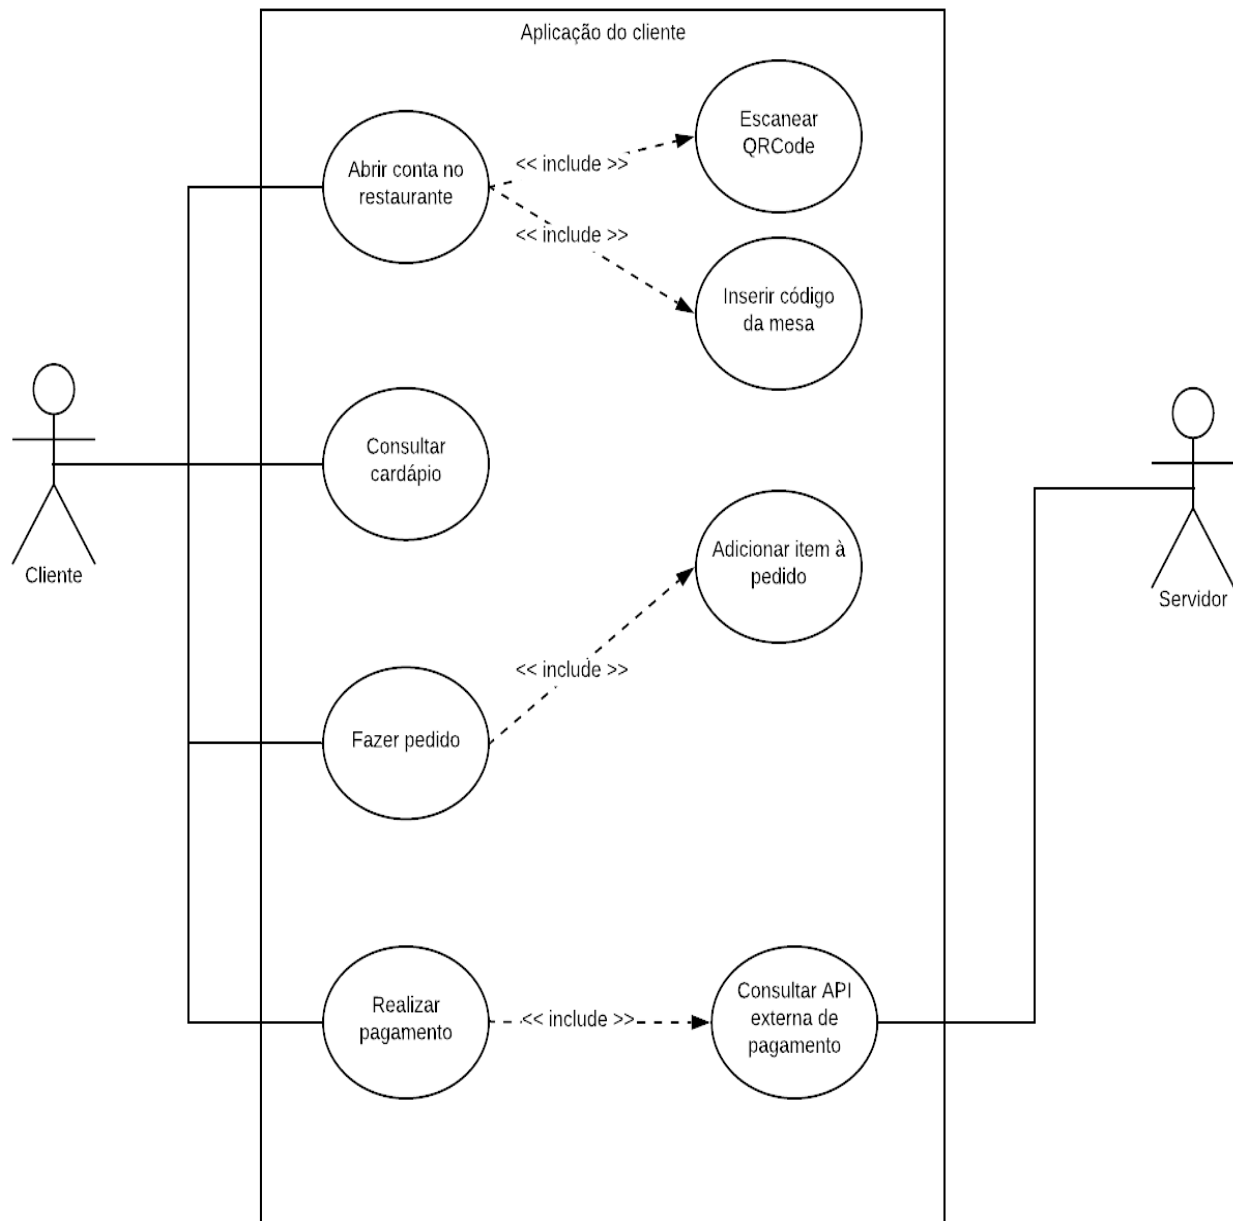 Aplicação do cliente
Escanear
QRCode
Abrir conta no
restaurante
<< include >>
<< include >>
Inserir código
da mesa
Consultar
cardápio
Cliente
Adicionar item à
pedido
Servidor
<< include >>
Fazer pedido
Realizar
pagamento
<< include >>
Consultar API
externa de
pagamento